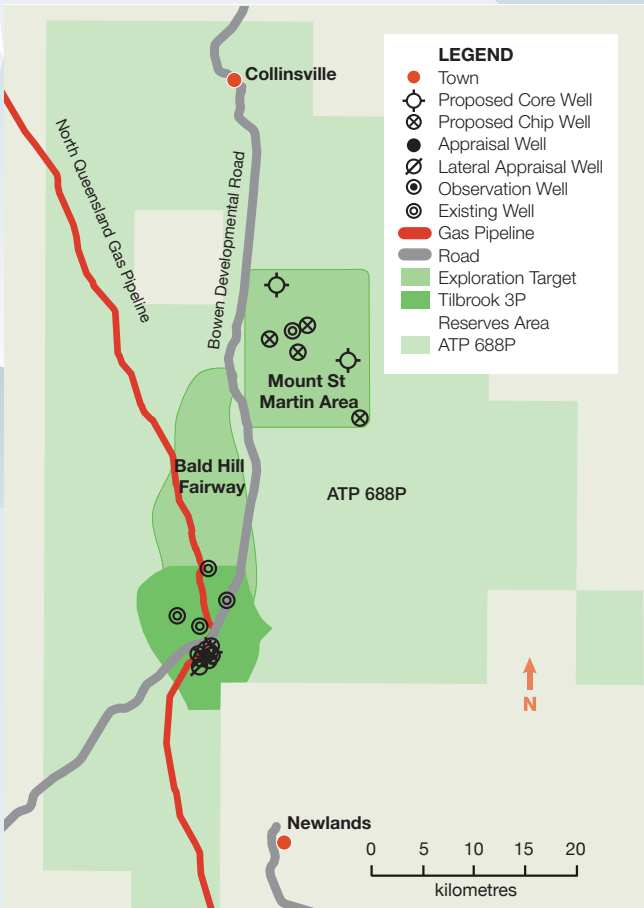 Collinsville
LEGEND
Town
Proposed Core Well
Proposed Chip Well
Appraisal Well
Lateral Appraisal Well
Observation Well
Existing Well
Gas Pipeline
Road
Exploration Target
Tilbrook 3P
Reserves Area
ATP 688P
North Queensland Gas Pipeline
Bowen Developmental Road
Mount St
Martin Area
Bald Hill
Fairway
ATP 688P
N
Newlands
0 5 10 15 20
kilometres